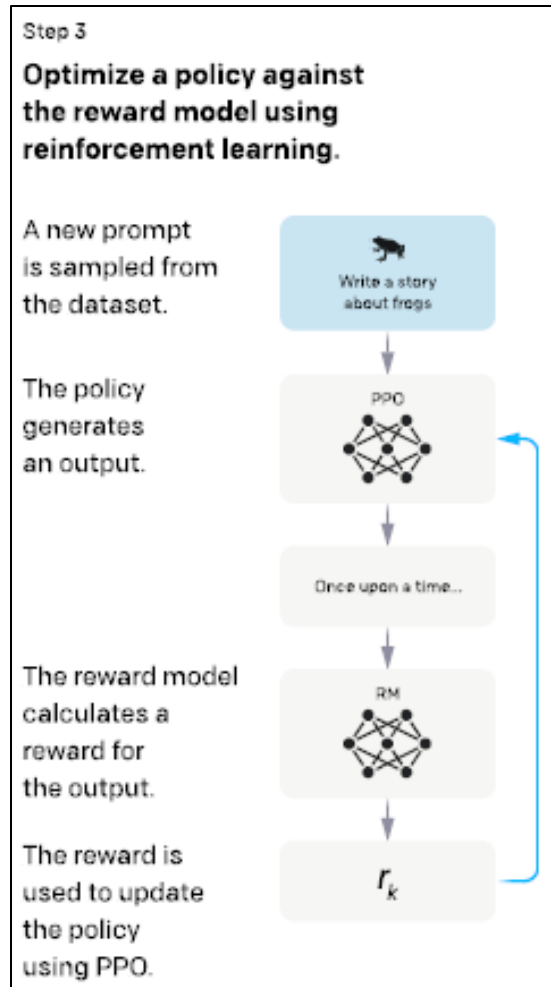 Step 3
Optimize a policy against
the reward model using
reinforcement learning.
A new prompt
is sampled from
the dataset.
Write a story
about frogs
The policy
generates
an output.
PPO
Once upon a time...
The reward model
calculates a
reward for
the output.
RM
The reward is
used to update
the policy
using PPO.
r_k